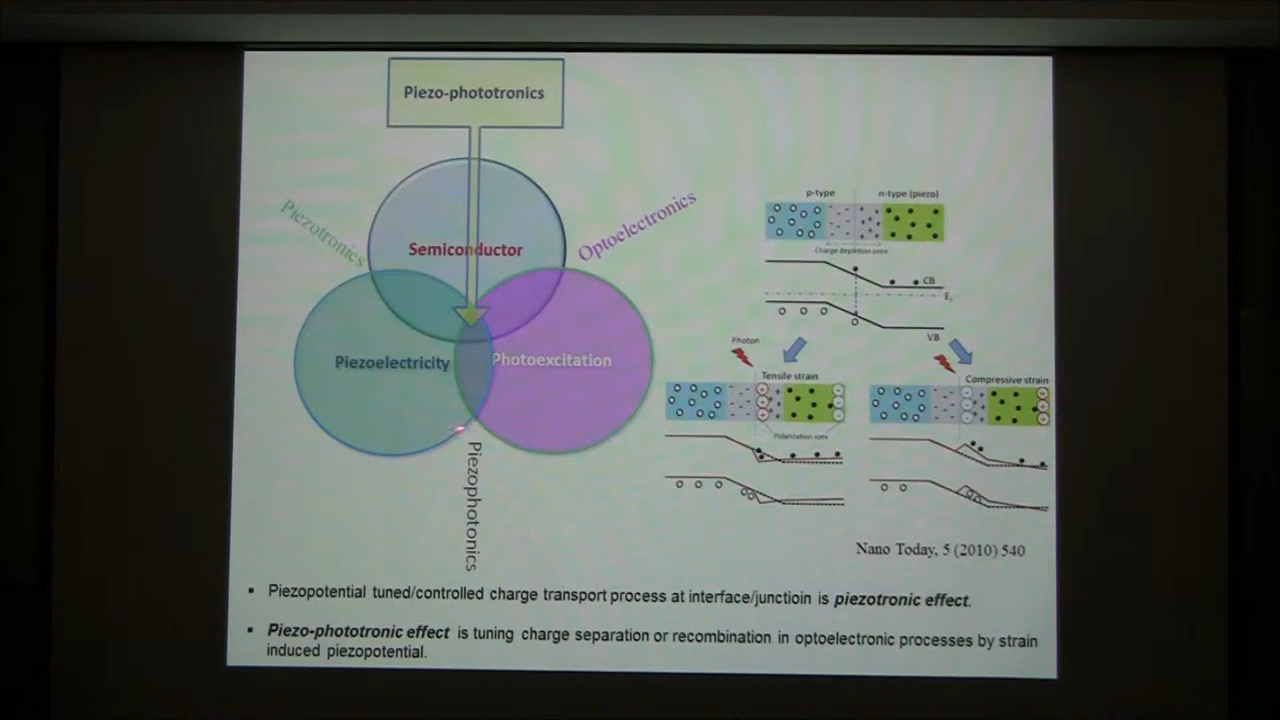 Piezo-phototronics
Piezotronics
Optoelectronics
Semiconductor
Piezoelectricity
Photoexcitation
Piezophotonics
p-type
n-type (piezo)
Charge depletion zone
CB
VB
Photon
Tensile strain
Compressive strain
Polarization ions
Nano Today, 5 (2010) 540
▪ Piezopotential tuned/controlled charge transport process at interface/junctioin is piezotronic effect.
▪ Piezo-phototronic effect is tuning charge separation or recombination in optoelectronic processes by strain
induced piezopotential.